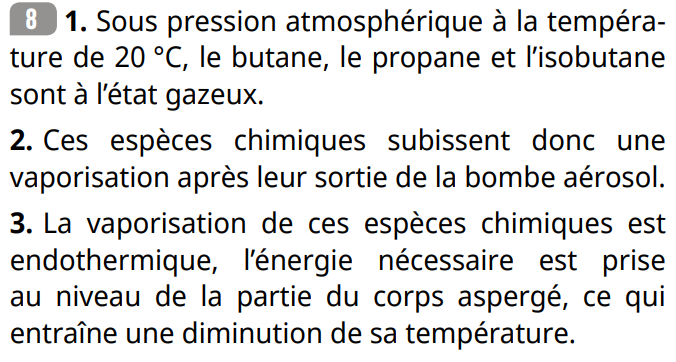 8 1. Sous pression atmosphérique à la tempéra-
ture de 20 °C, le butane, le propane et l’isobutane
sont à l’état gazeux.
2. Ces espèces chimiques subissent donc une
vaporisation après leur sortie de la bombe aérosol.
3. La vaporisation de ces espèces chimiques est
endothermique, l’énergie nécessaire est prise
au niveau de la partie du corps aspergé, ce qui
entraîne une diminution de sa température.